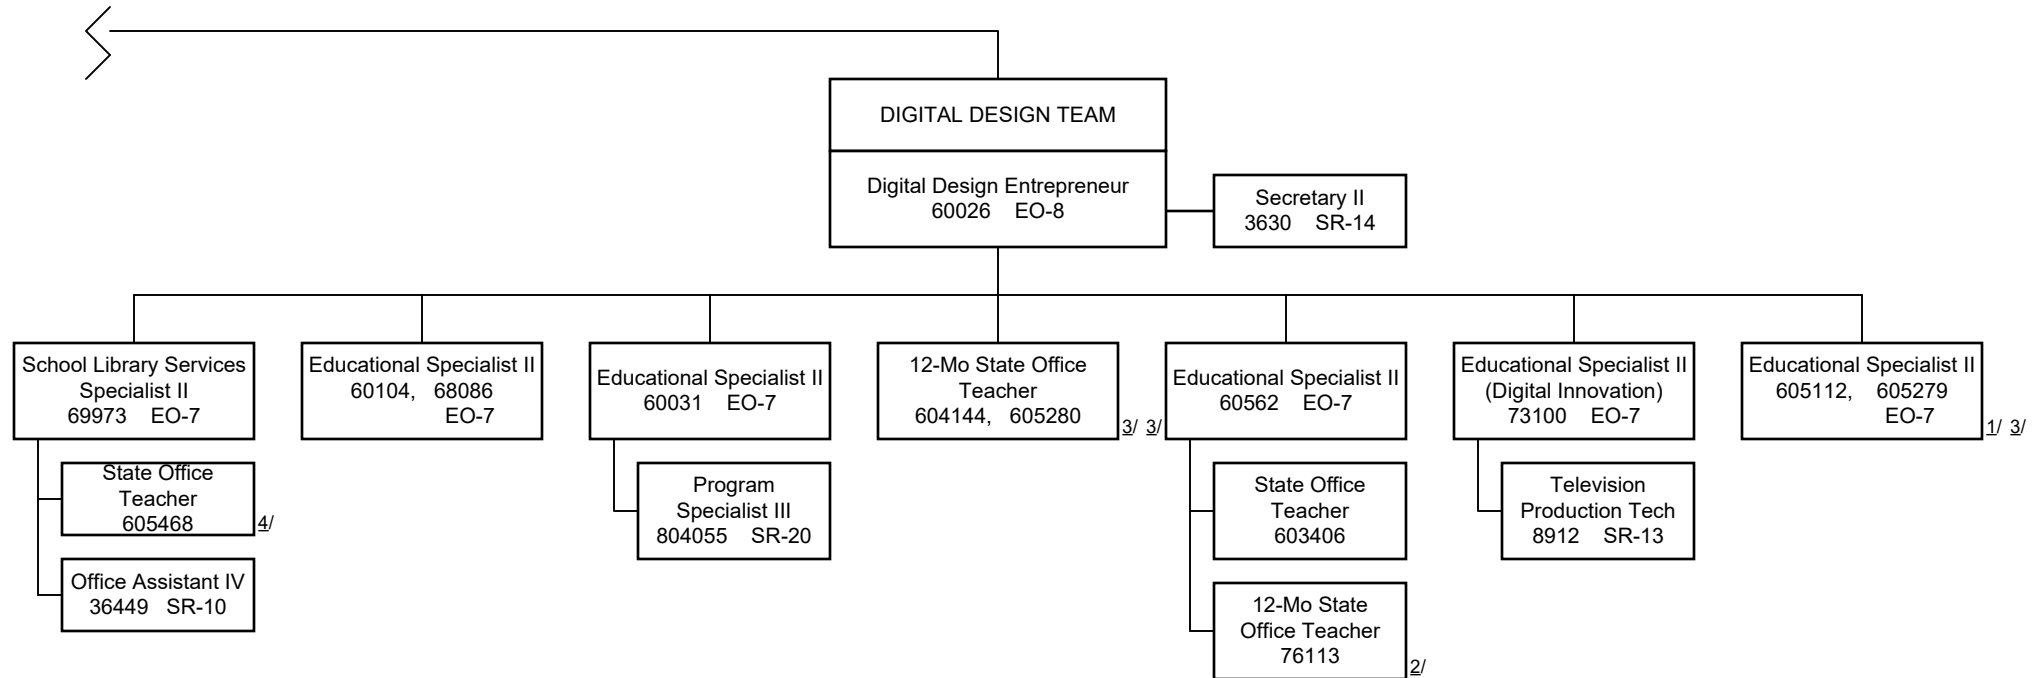 DIGITAL DESIGN TEAM
Digital Design Entrepreneur
60026 EO-8
Secretary II
3630 SR-14
School Library Services
Specialist II
69973 EO-7
Educational Specialist II
60104, 68086
EO-7
Educational Specialist II
60031 EO-7
12-Mo State Office
Teacher
604144, 605280
3/ 3/
Educational Specialist II
60562 EO-7
Educational Specialist II
(Digital Innovation)
73100 EO-7
Educational Specialist II
605112, 605279
EO-7
1/ 3/
State Office
Teacher
605468
4/
Office Assistant IV
36449 SR-10
Program
Specialist III
804055 SR-20
State Office
Teacher
603406
12-Mo State
Office Teacher
76113
2/
Television
Production Tech
8912 SR-13